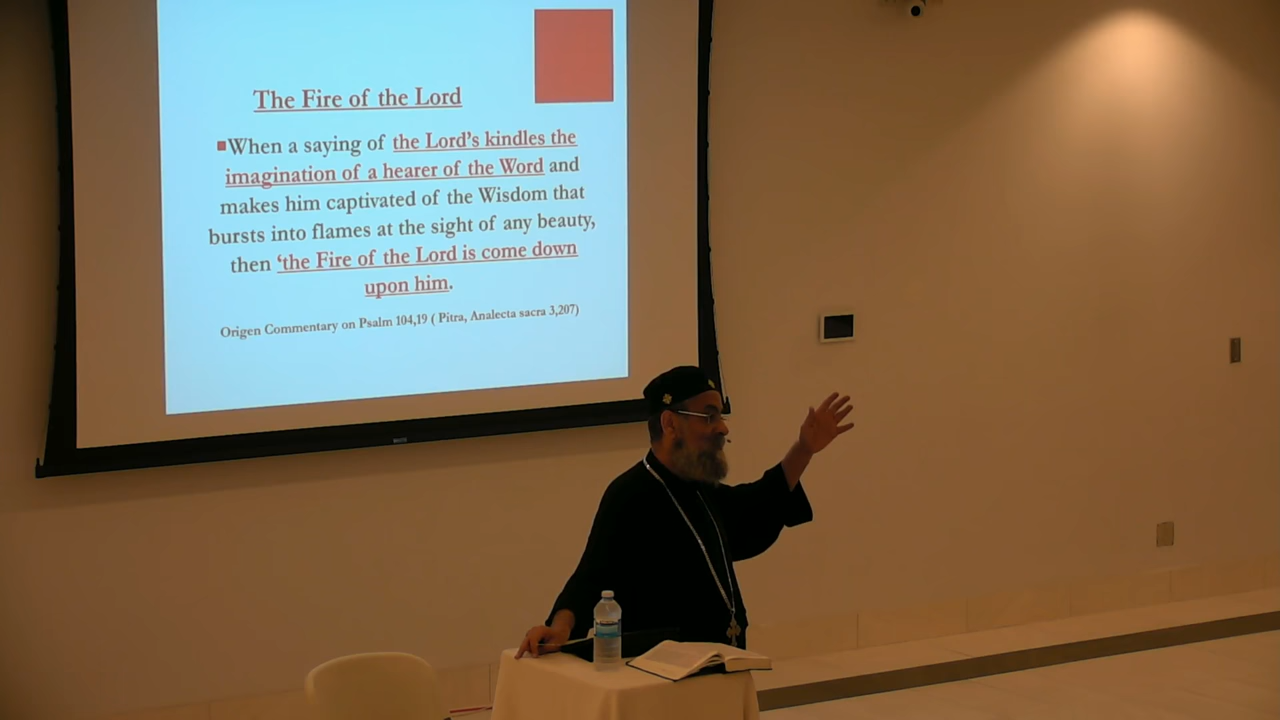 The Fire of the Lord
When a saying of the Lord's kindles the
imagination of a hearer of the Word and
makes him captivated of the Wisdom that
bursts into flames at the sight of any beauty,
then ‘the Fire of the Lord is come down
upon him.
Origen Commentary on Psalm 104,19 ( Pitra, Analecta sacra 3,207)